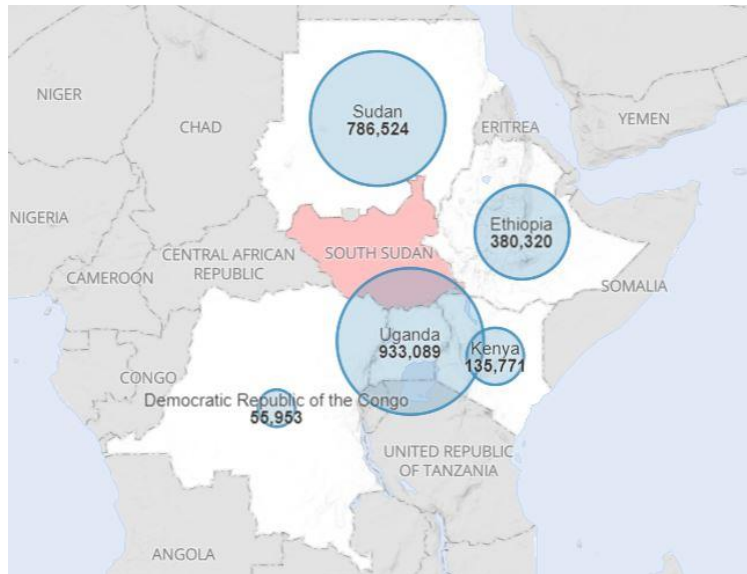 NIGER
CHAD
Sudan
786,524
ERITREA
YEMEN
NIGERIA
Ethiopia
380,320
CENTRAL AFRICAN
REPUBLIC
SOUTH SUDAN
CAMEROON
SOMALIA
Uganda
933,089
Kenya
135,771
CONGO
Democratic Republic of the Congo
55,953
UNITED REPUBLIC
OF TANZANIA
ANGOLA